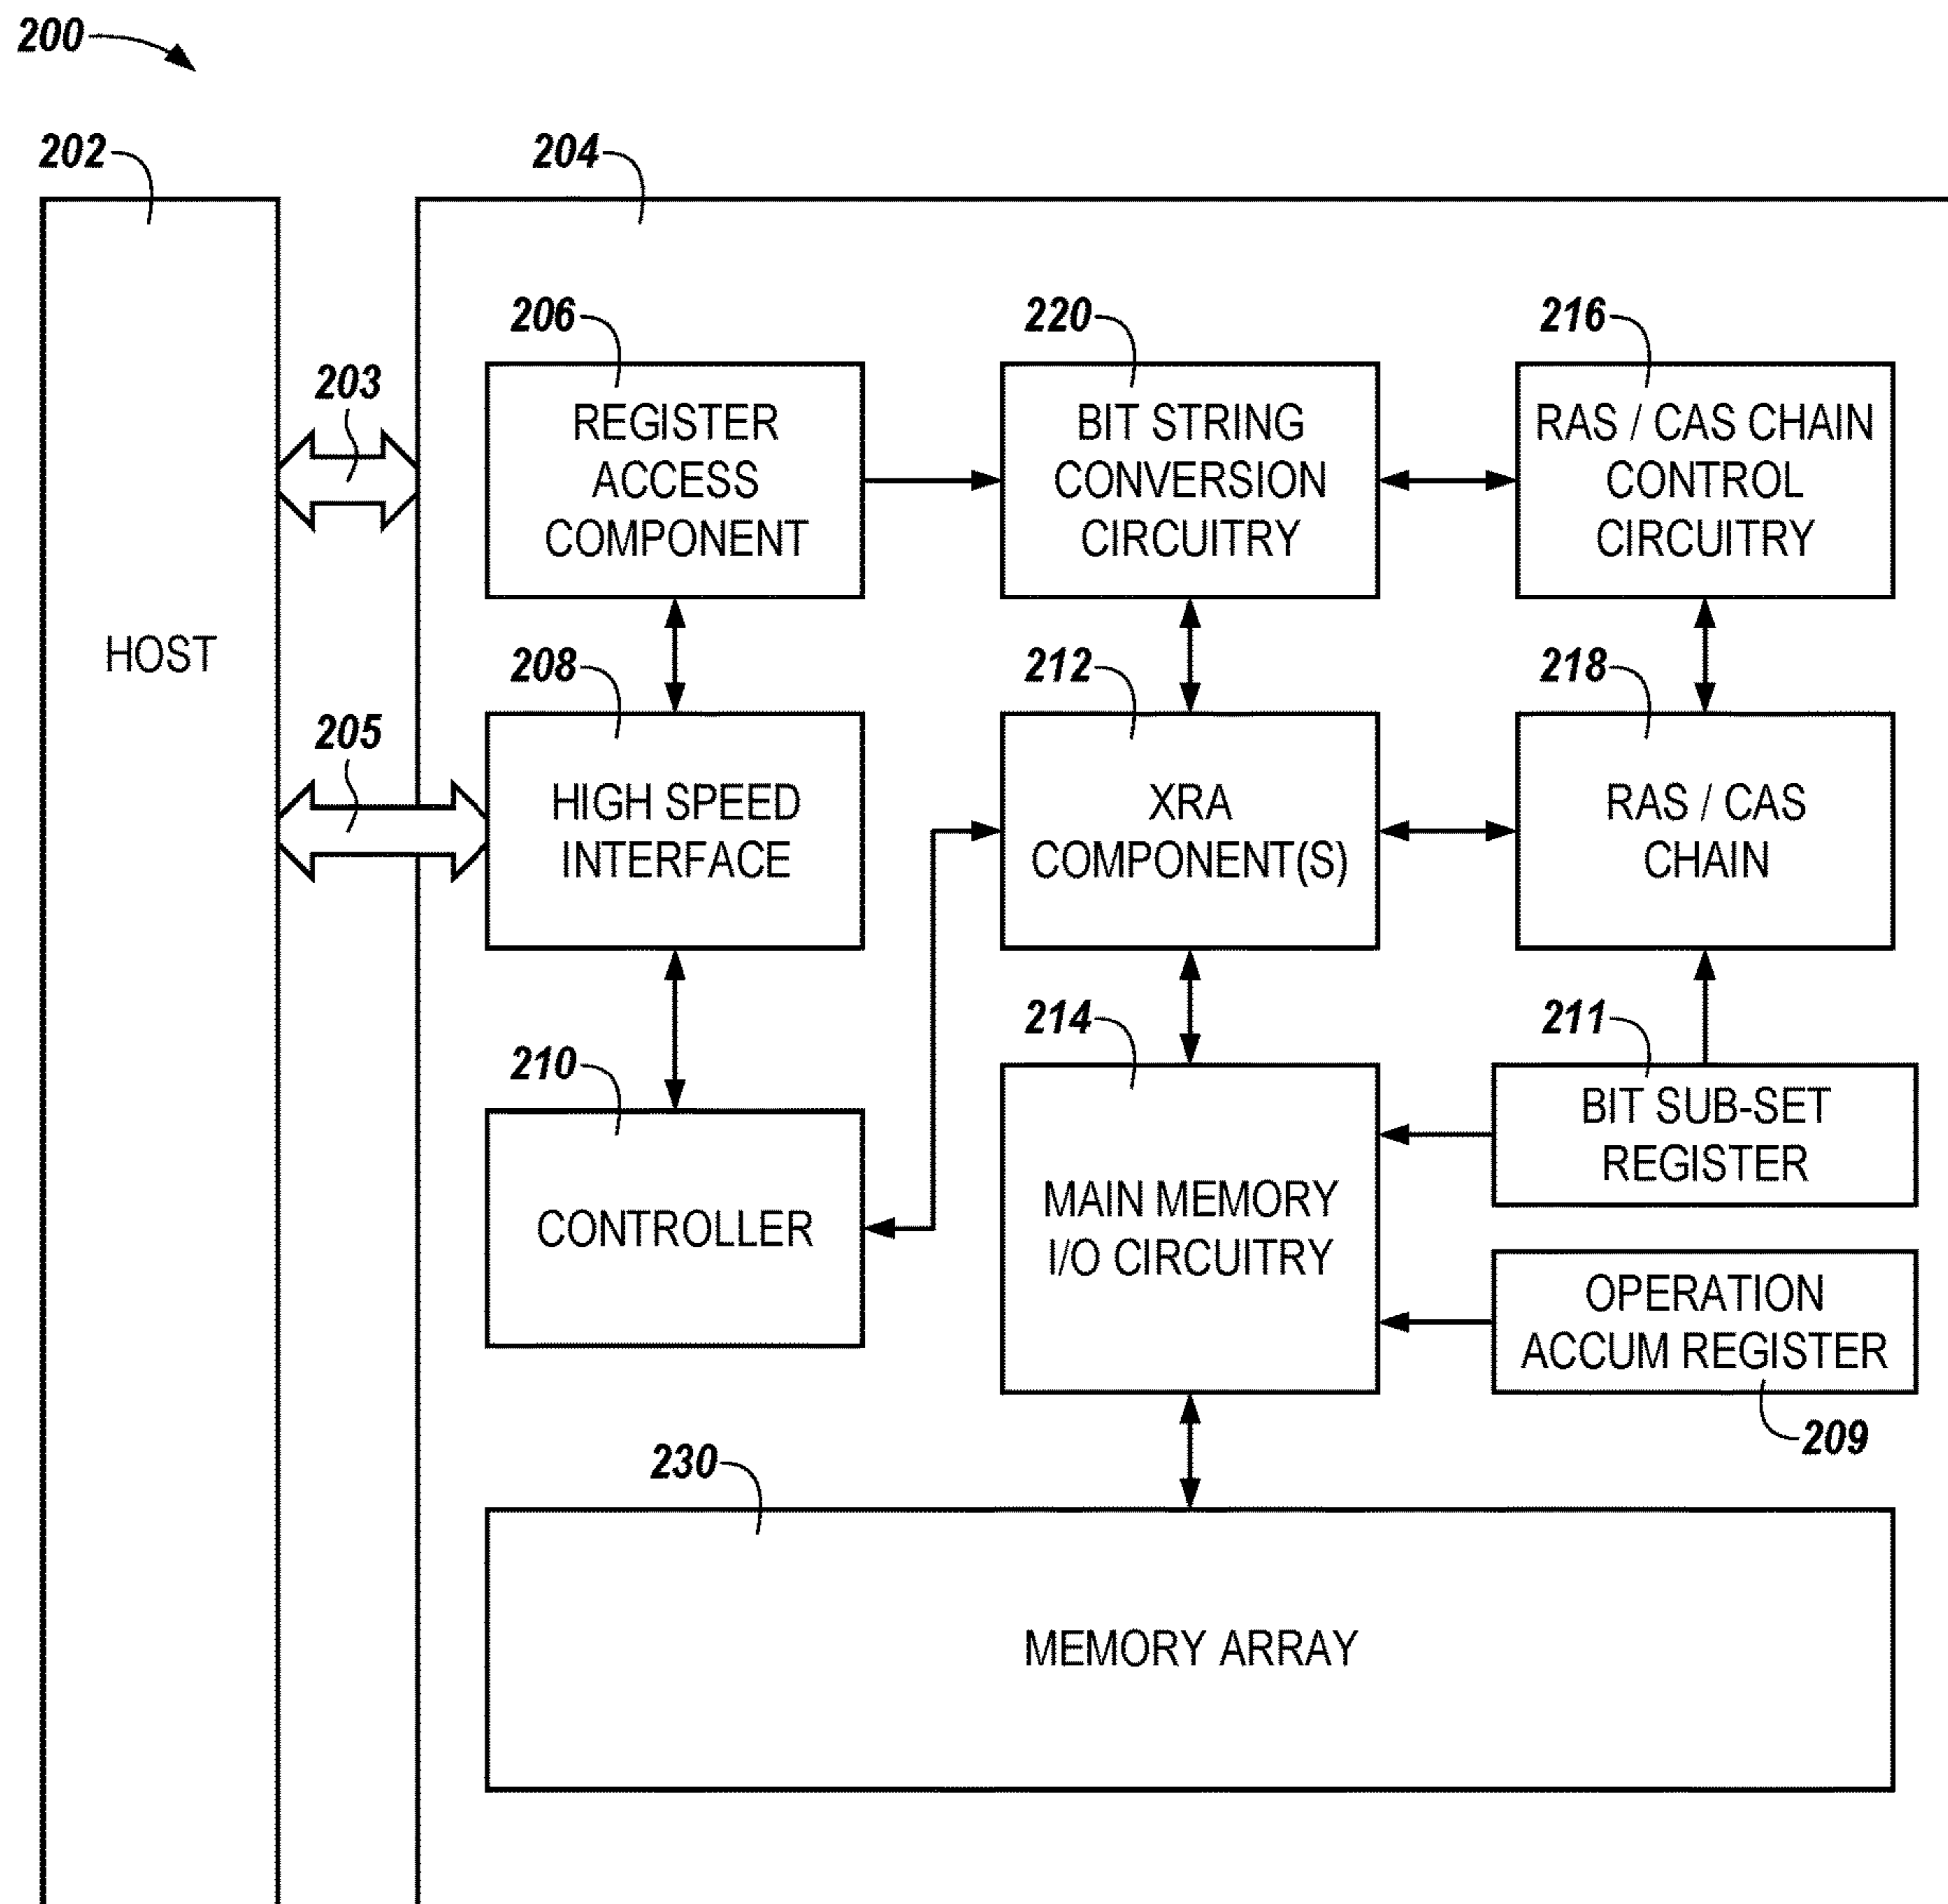 200
202
204
206
220
216
203
REGISTER
ACCESS
COMPONENT
BIT STRING
CONVERSION
CIRCUITRY
RAS / CAS CHAIN
CONTROL
CIRCUITRY
HOST
208
212
218
205
HIGH SPEED
INTERFACE
XRA
COMPONENT(S)
RAS / CAS
CHAIN
210
214
211
CONTROLLER
MAIN MEMORY
I/O CIRCUITRY
BIT SUB-SET
REGISTER
OPERATION
ACCUM REGISTER
209
230
MEMORY ARRAY